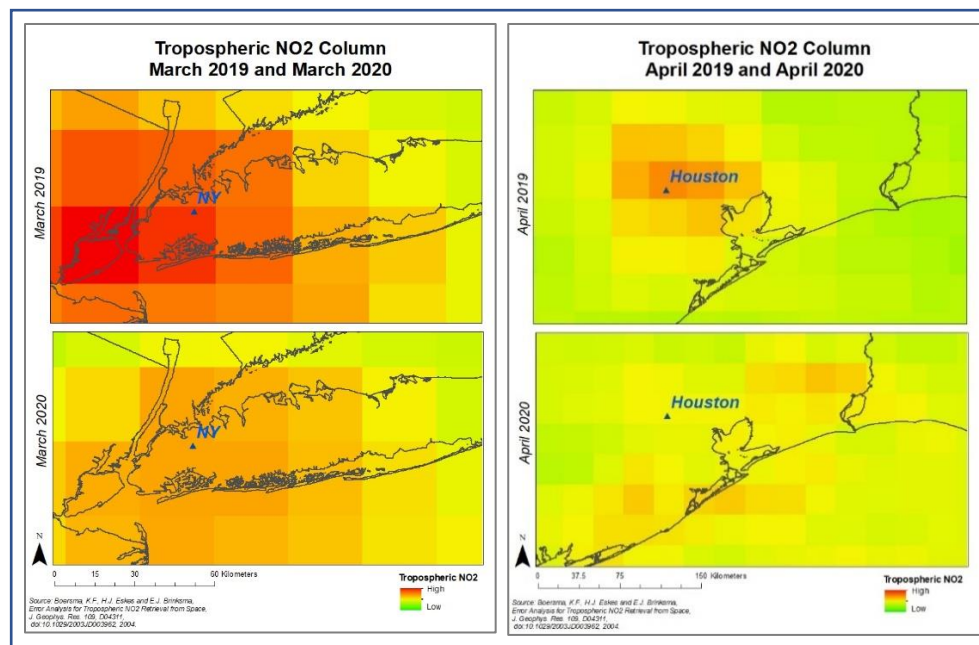 Tropospheric NO2 Column
March 2019 and March 2020
March 2019
NY
March 2020
NY
N
0 15 30 60 Kilometers
Source: Boersma, K.F., H.J. Eskes and E.J. Brinksma,
Error Analysis for Tropospheric NO2 Retrieval from Space,
J. Geophys. Res. 109, D04311,
doi:10.1029/2003JD003962, 2004.
Tropospheric NO2
High
Low
Tropospheric NO2 Column
April 2019 and April 2020
April 2019
Houston
April 2020
Houston
N
0 37.5 75 150 Kilometers
Source: Boersma, K.F., H.J. Eskes and E.J. Brinksma,
Error Analysis for Tropospheric NO2 Retrieval from Space,
J. Geophys. Res. 109, D04311,
doi:10.1029/2003JD003962, 2004.
Tropospheric NO2
High
Low